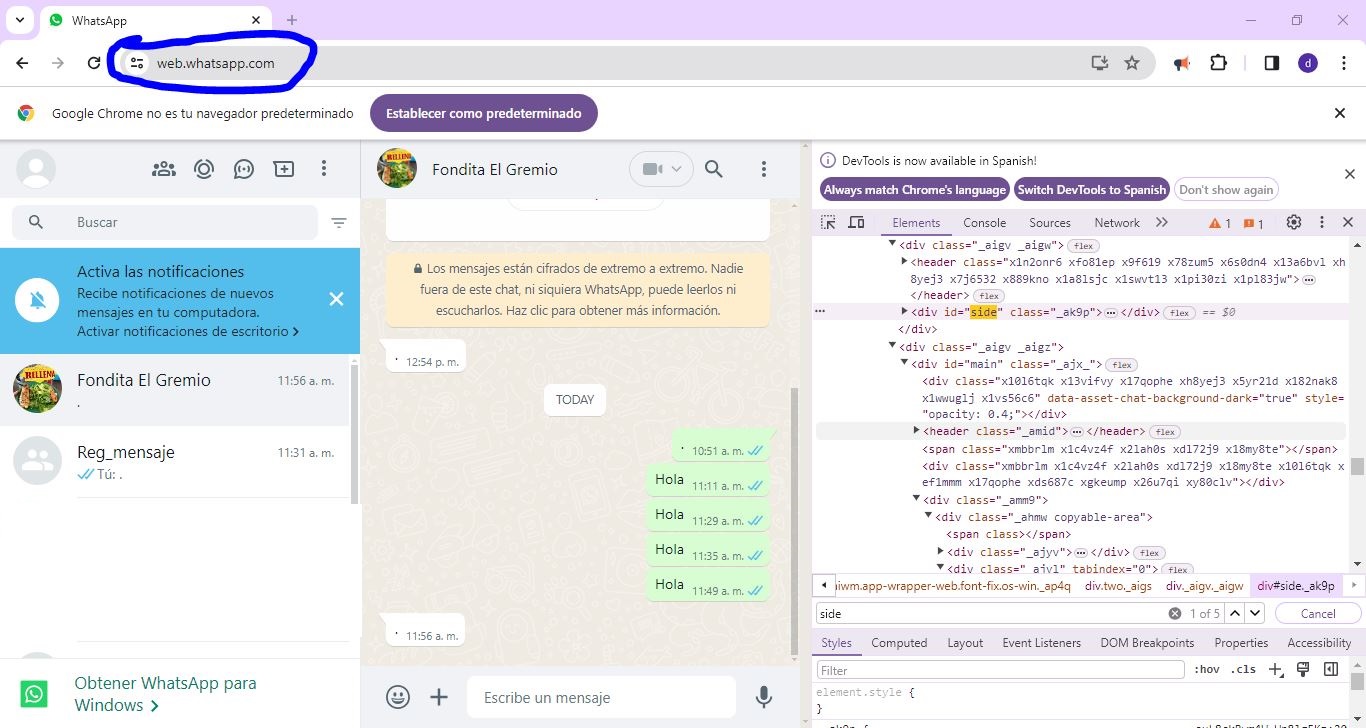 WhatsApp
web.whatsapp.com
d
Google Chrome no es tu navegador predeterminado
Establecer como predeterminado
Buscar
Activa las notificaciones
Recibe notificaciones de nuevos
mensajes en tu computadora.
Activar notificaciones de escritorio >
Fondita El Gremio 11:56 a. m.
.
Reg_mensaje 11:31 a. m.
Tú: .
Obtener WhatsApp para
Windows >
RELLENA
Fondita El Gremio
Los mensajes están cifrados de extremo a extremo. Nadie
fuera de este chat, ni siquiera WhatsApp, puede leerlos ni
escucharlos. Haz clic para obtener más información.
. 12:54 p. m.
TODAY
. 10:51 a. m.
Hola 11:11 a. m.
Hola 11:29 a. m.
Hola 11:35 a. m.
Hola 11:49 a. m.
. 11:56 a. m.
Escribe un mensaje
DevTools is now available in Spanish!
Always match Chrome's language Switch DevTools to Spanish Don't show again
Elements Console Sources Network 1 1
<div class="_aigv _aigw"> flex
<header class="x1n2onr6 xfo81ep x9f619 x78zum5 x6s0dn4 x13a6bvl xh
8yej3 x7j6532 x889kno x1a8lsjc x1swvt13 x1pi30zi x1pl83jw">
</header> flex
<div id="side" class="_ak9p"> </div> flex == $0
</div>
<div class="_aigv _aigz">
<div id="main" class="_ajx_"> flex
<div class="x10l6tqk x13vifvy x17qophe xh8yej3 x5yr21d x182nak8
x1wwuglj x1vs56c6" data-asset-chat-background-dark="true" style=
"opacity: 0.4;"></div>
<header class="_amid"> </header> flex
<span class="xmbbrlm x1c4vz4f x2lah0s xdl72j9 x18my8te"></span>
<div class="xmbbrlm x1c4vz4f x2lah0s xdl72j9 x18my8te x10l6tqk x
ef1mmm x17qophe xds687c xgkeump x26u7qi xy80clv"></div>
<div class="_amm9">
<div class="_ahmw copyable-area">
<span class></span>
<div class="_ajyv"> </div> flex
<div class="_ajyl" tabindex="0"> flex
iwm.app-wrapper-web.font-fix.os-win._ap4q div.two._aigs div._aigv._aigw div#side._ak9p
side 1 of 5 Cancel
Styles Computed Layout Event Listeners DOM Breakpoints Properties Accessibility
Filter :hov .cls
element.style {
}